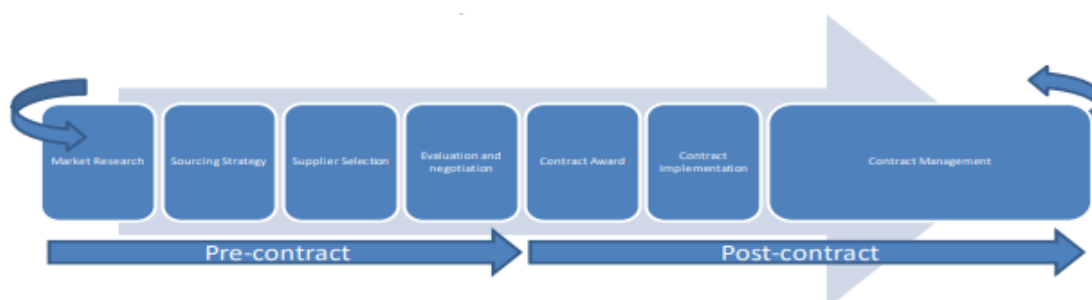 Market Research
Sourcing Strategy
Supplier Selection
Evaluation and
negotiation
Contract Award
Contract
Implementation
Contract Management
Pre-contract
Post-contract